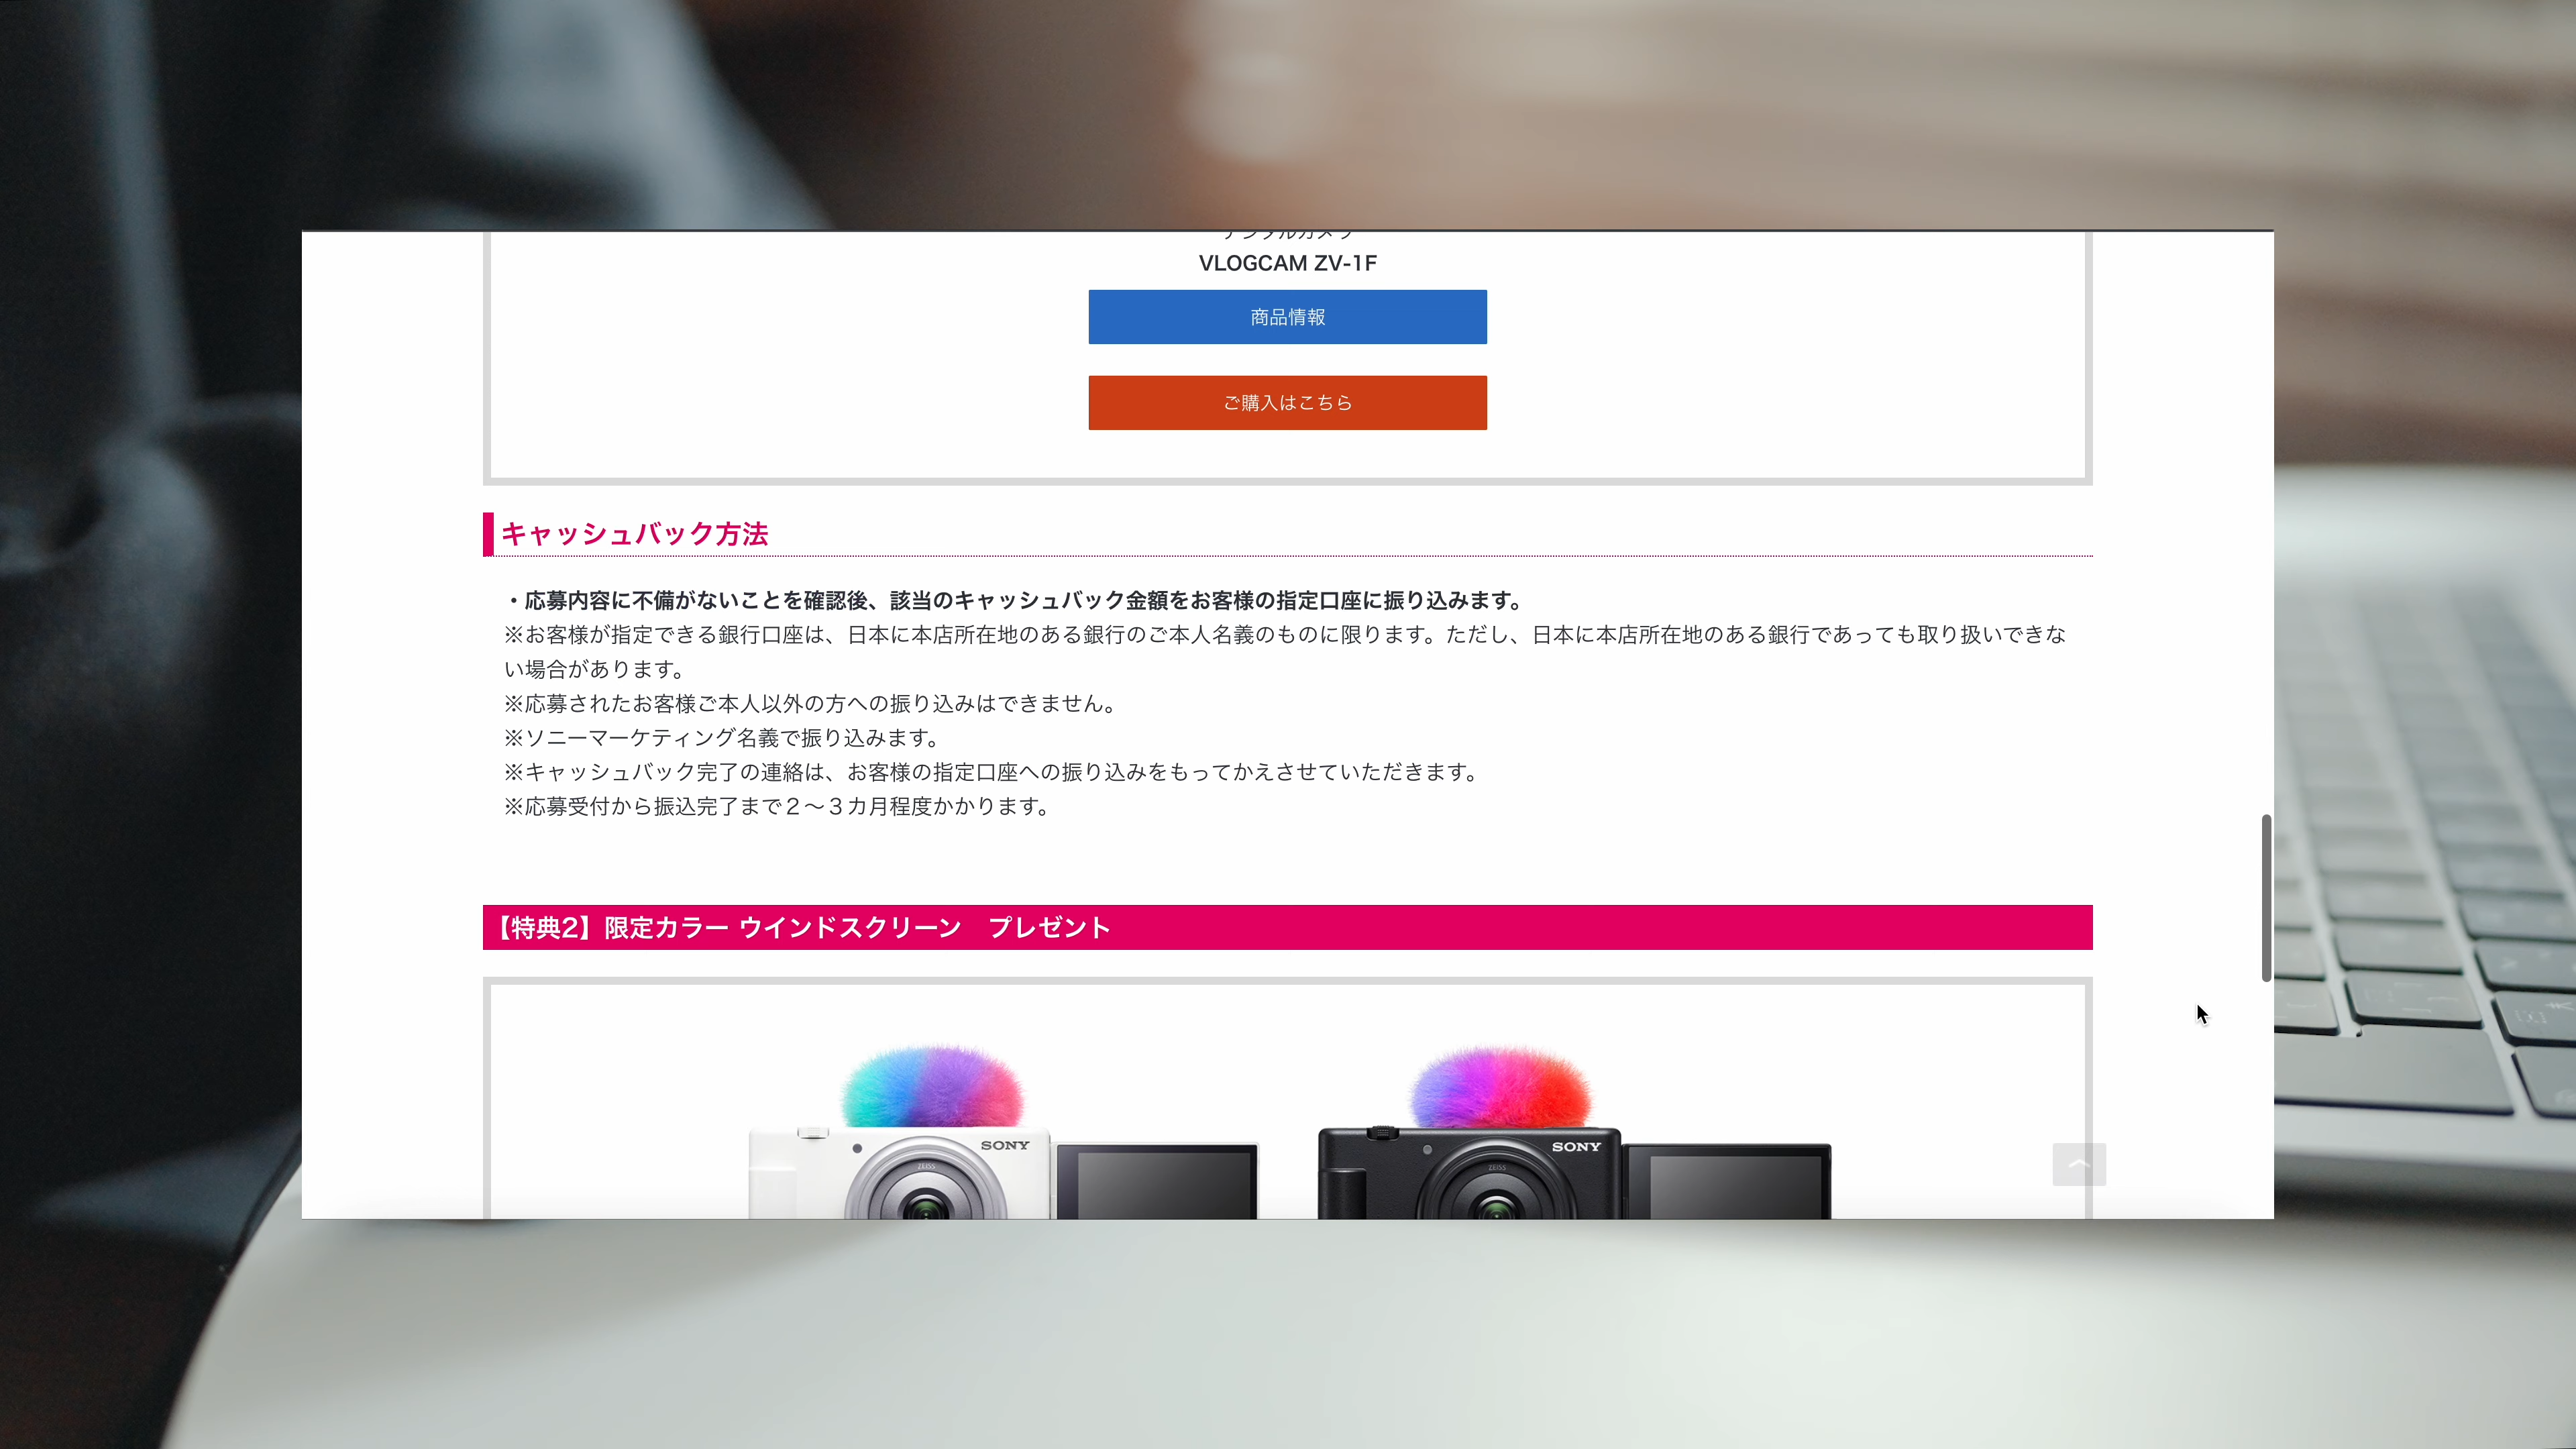 デジタルカメラ
VLOGCAM ZV-1F
商品情報
ご購入はこちら
キャッシュバック方法
・応募内容に不備がないことを確認後、該当のキャッシュバック金額をお客様の指定口座に振り込みます。
※お客様が指定できる銀行口座は、日本に本店所在地のある銀行のご本人名義のものに限ります。ただし、日本に本店所在地のある銀行であっても取り扱いできな
い場合があります。
※応募されたお客様ご本人以外の方への振り込みはできません。
※ソニーマーケティング名義で振り込みます。
※キャッシュバック完了の連絡は、お客様の指定口座への振り込みをもってかえさせていただきます。
※応募受付から振込完了まで２～３カ月程度かかります。
【特典2】限定カラー ウインドスクリーン　プレゼント
SONY
ZEISS
SONY
ZEISS